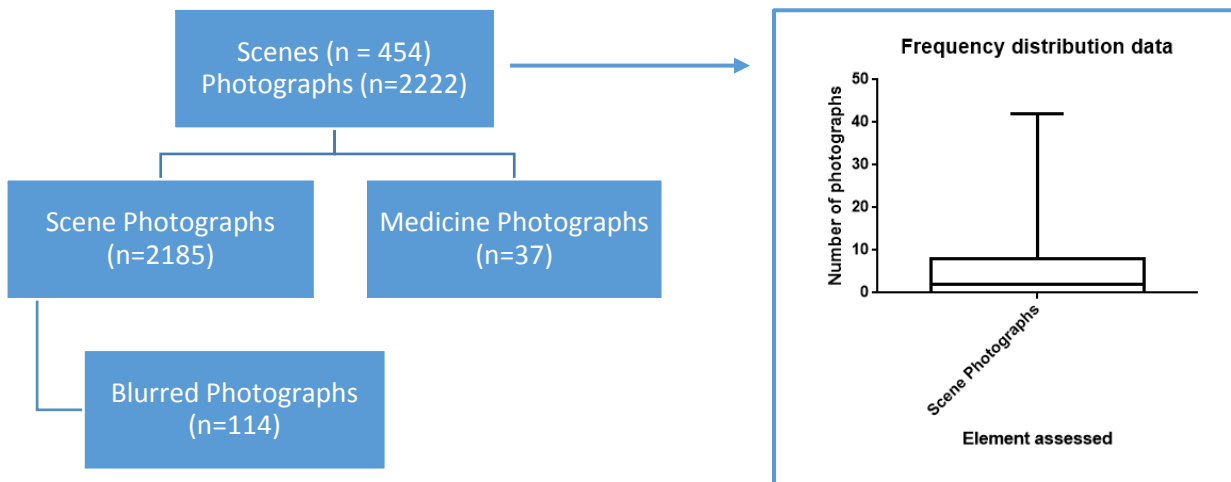 Scenes (n = 454)
Photographs (n=2222)
Scene Photographs
(n=2185)
Medicine Photographs
(n=37)
Blurred Photographs
(n=114)
Frequency distribution data
Number of photographs
50
40
30
20
10
0
Scene Photographs
Element assessed